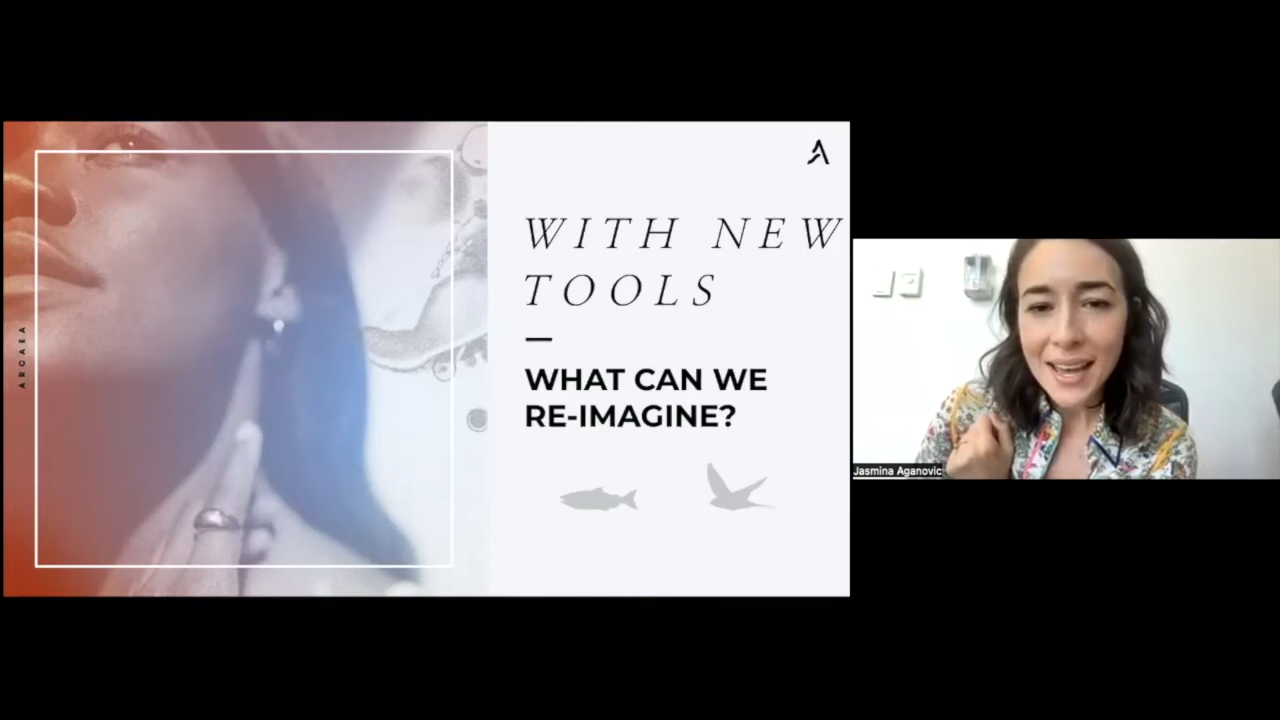 ARCAEA
WITH NEW
TOOLS
WHAT CAN WE
RE-IMAGINE?
Jasmina Aganovic